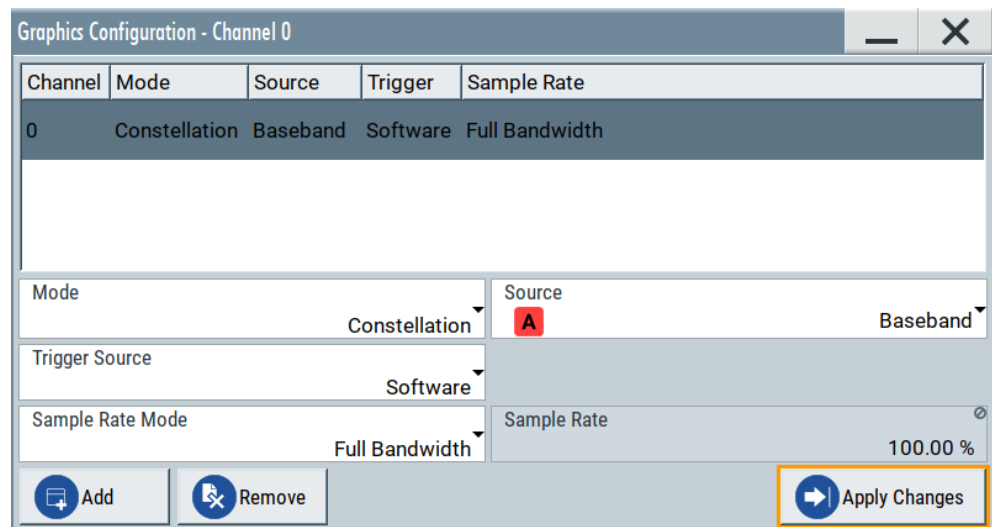 Graphics Configuration - Channel 0
Channel Mode Source Trigger Sample Rate
0 Constellation Baseband Software Full Bandwidth
Mode
Constellation
Source
A Baseband
Trigger Source
Software
Sample Rate Mode
Full Bandwidth
Sample Rate
100.00 %
Add Remove Apply Changes